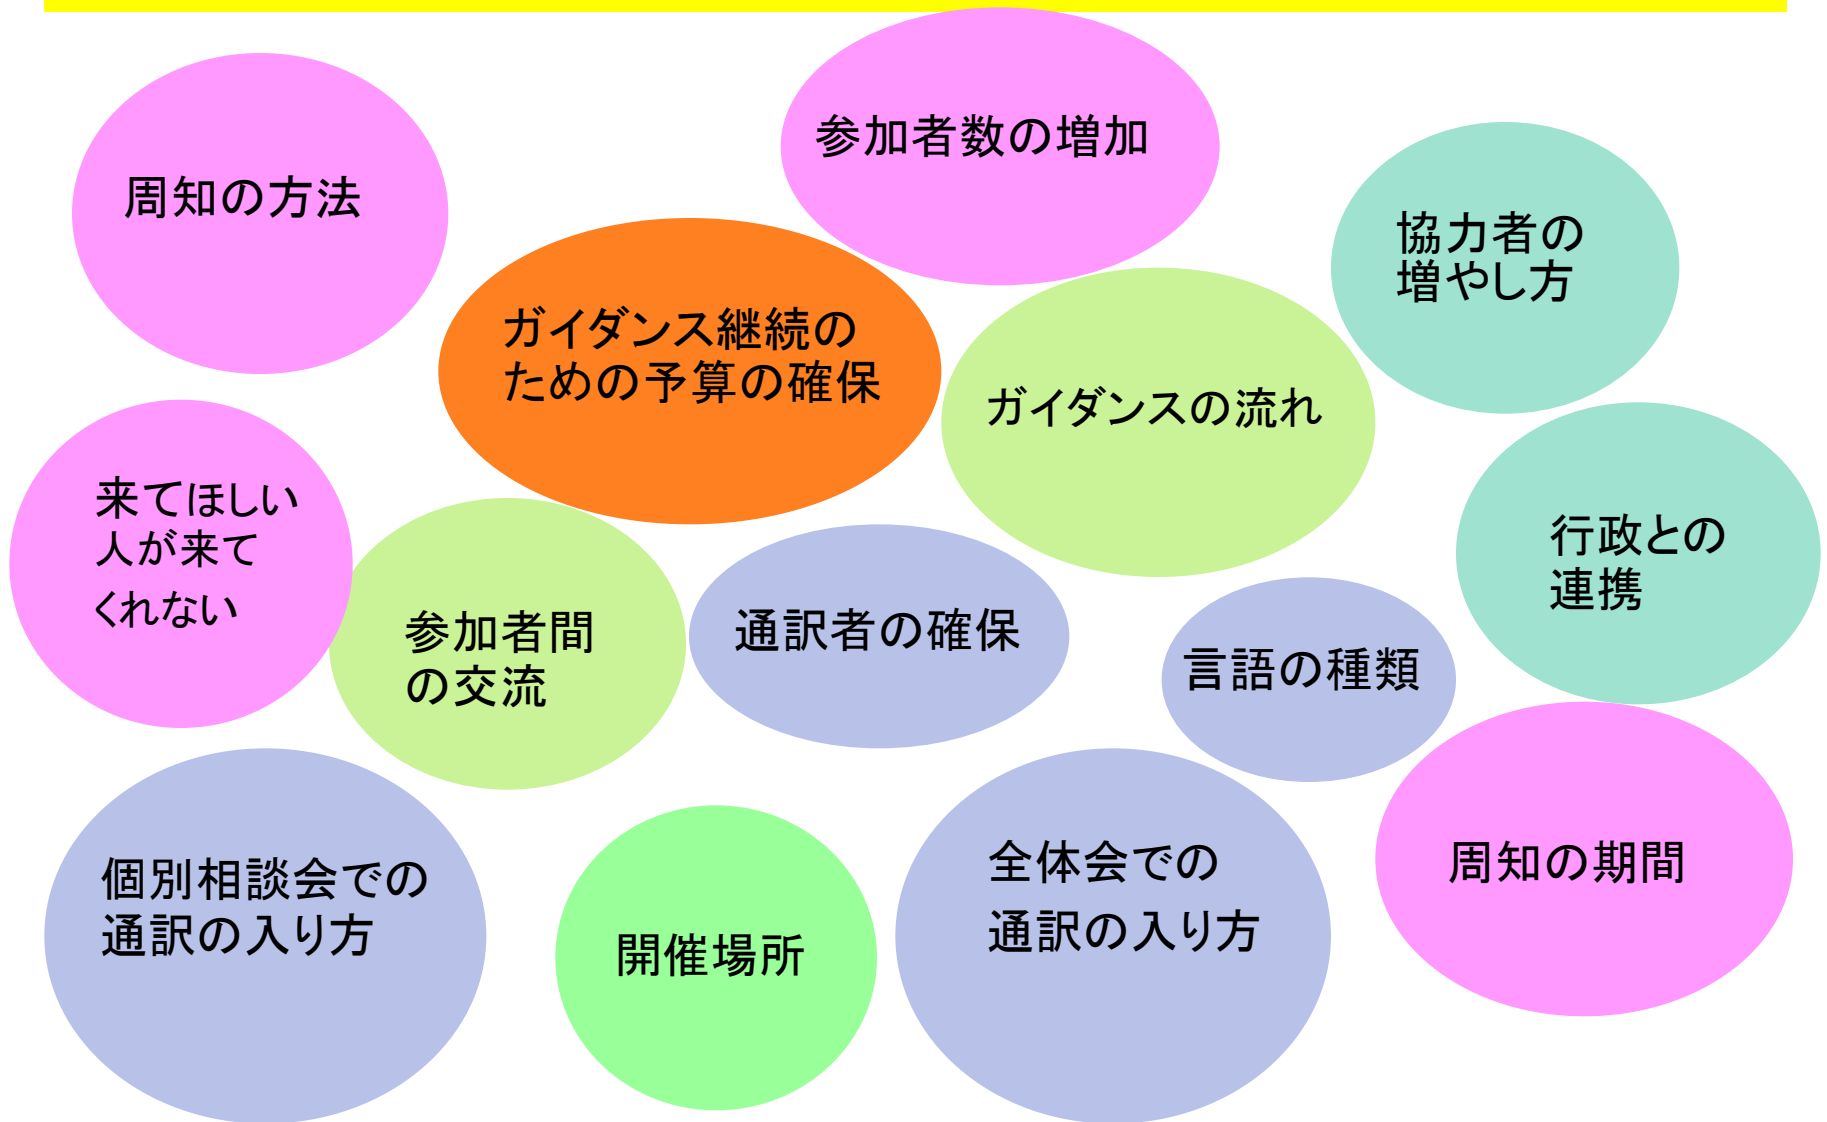 参加者数の増加
周知の方法
協力者の
増やし方
ガイダンス継続の
ための予算の確保
ガイダンスの流れ
来てほしい
人が来て
くれない
行政との
連携
参加者間
の交流
通訳者の確保
言語の種類
個別相談会での
通訳の入り方
開催場所
全体会での
通訳の入り方
周知の期間